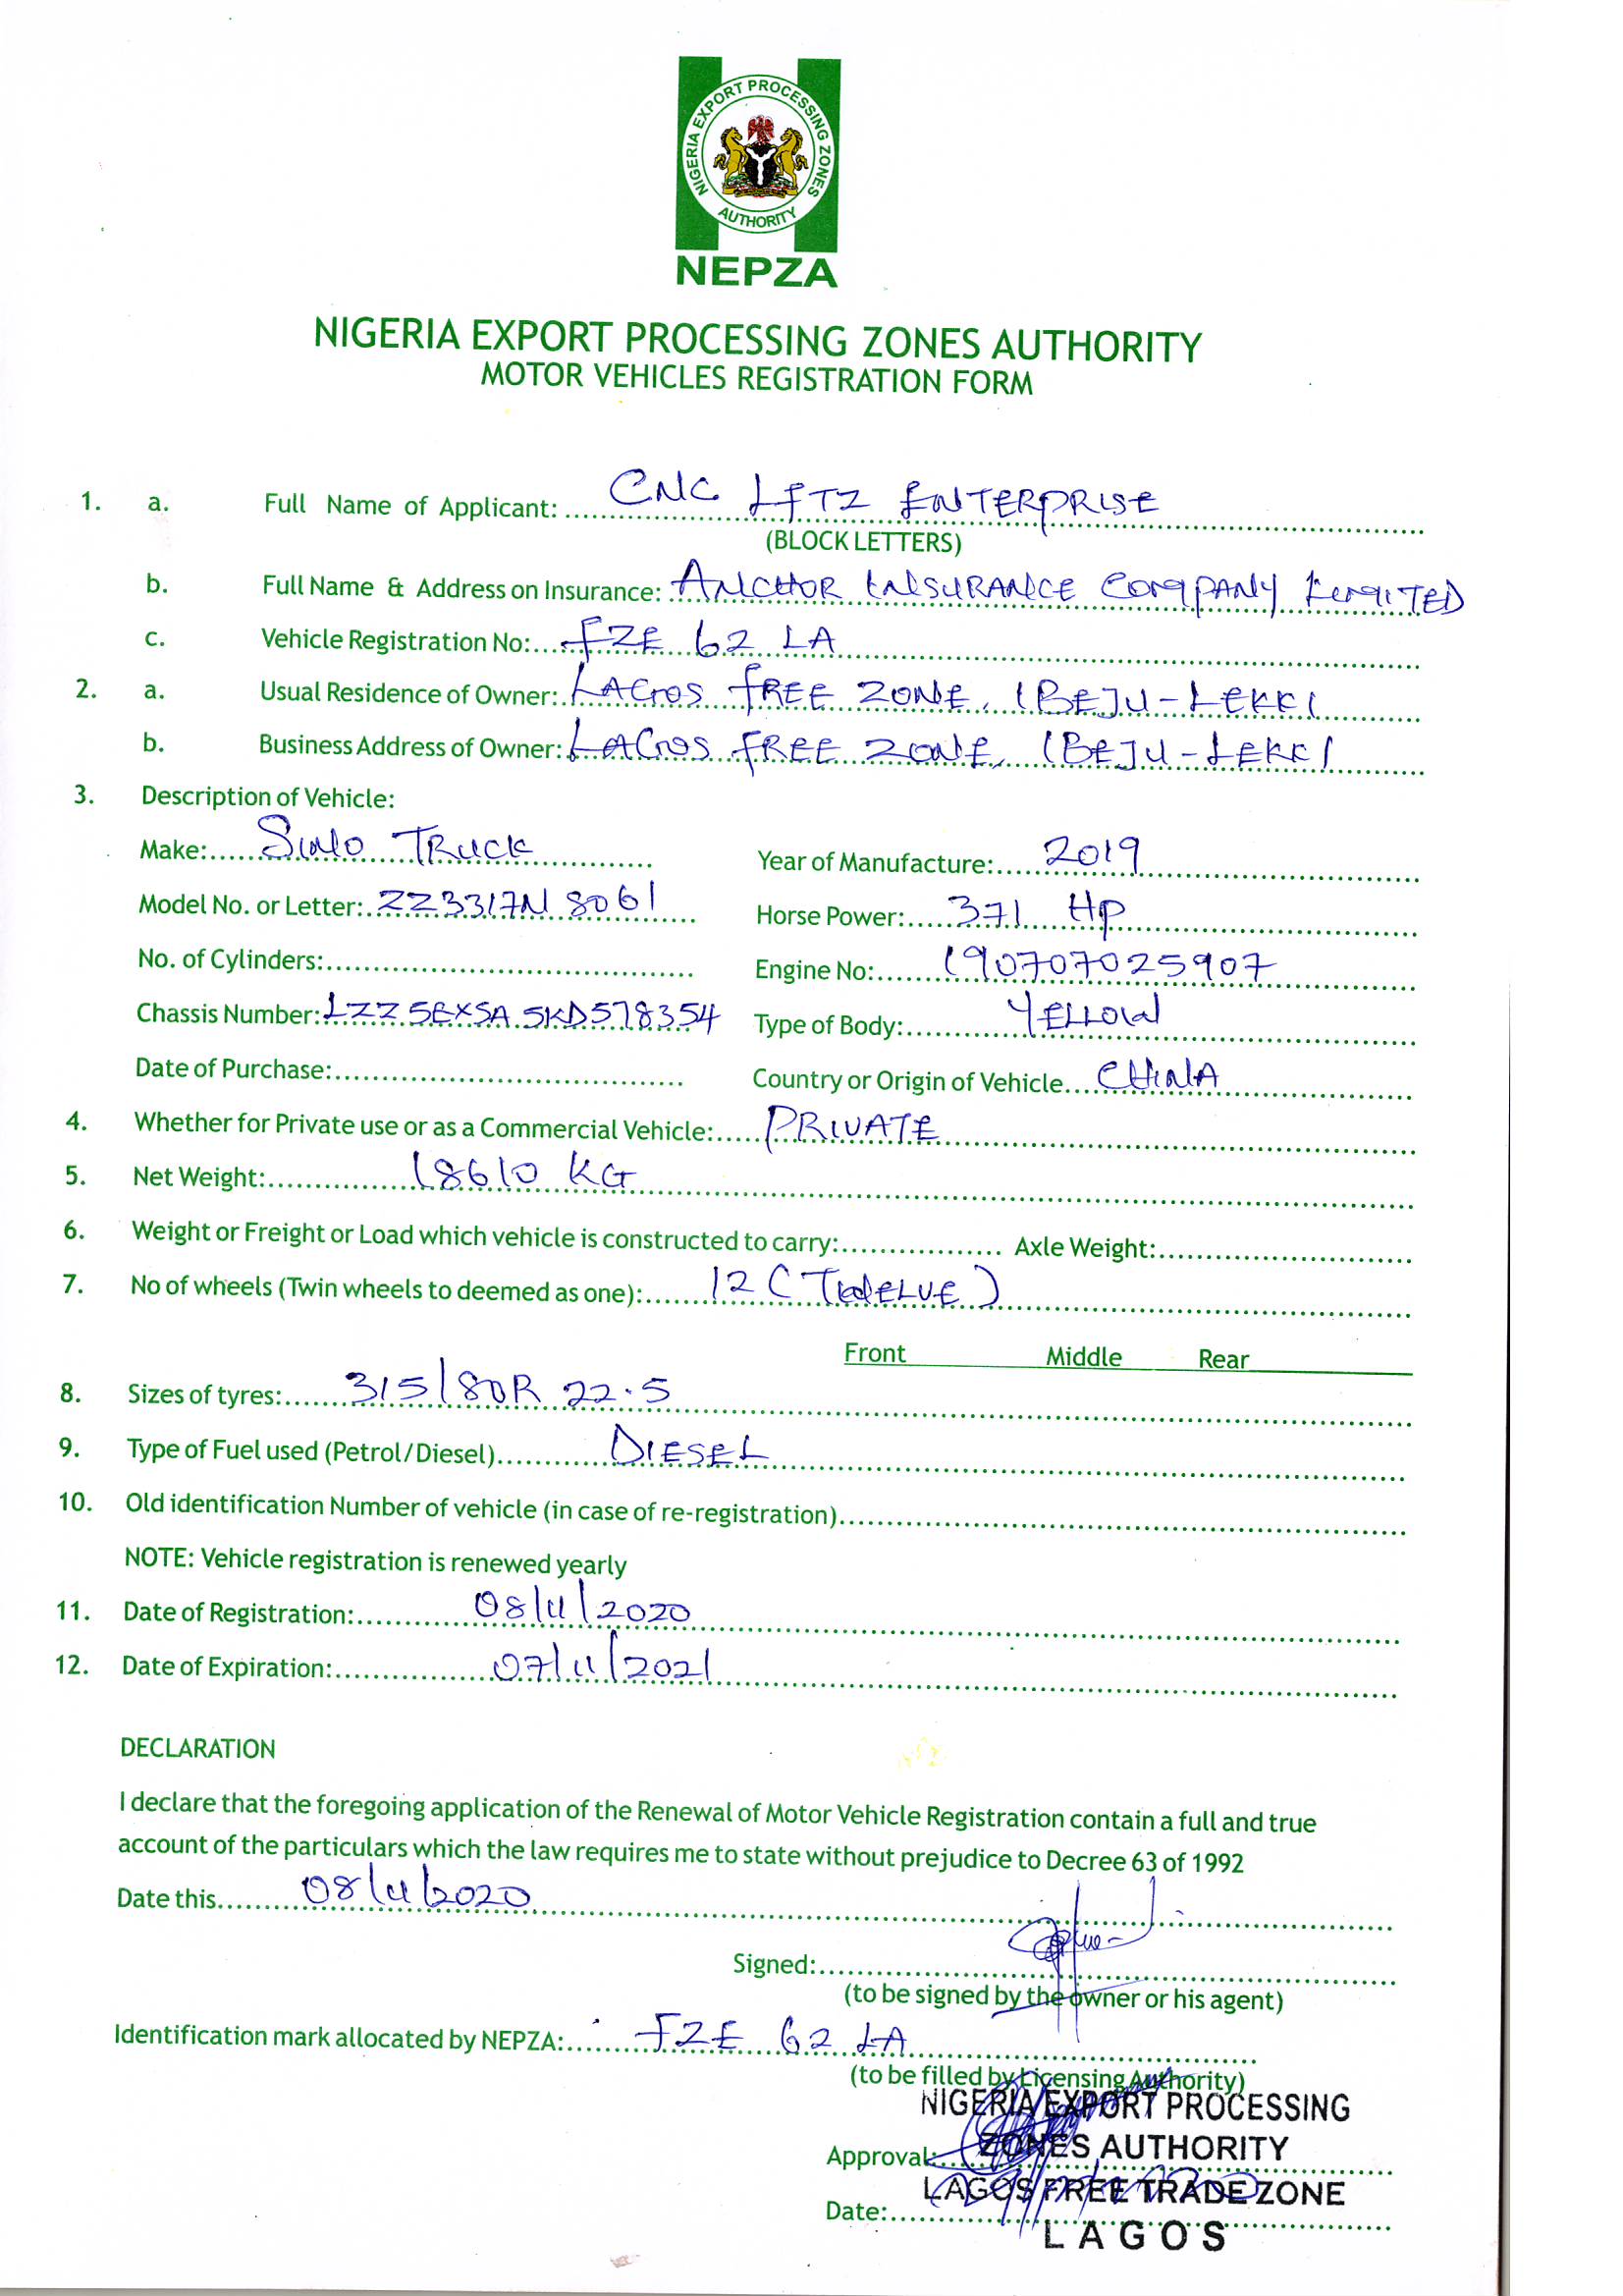 NIGERIA EXPORT PROCESSING ZONES
AUTHORITY
NEPZA
NIGERIA EXPORT PROCESSING ZONES AUTHORITY
MOTOR VEHICLES REGISTRATION FORM
1. a. Full Name of Applicant: CNC LFTZ ENTERPRISE
(BLOCK LETTERS)
b. Full Name & Address on Insurance: ANCHOR INSURANCE COMPANY LIMITED
c. Vehicle Registration No: FZE 62 LA
2. a. Usual Residence of Owner: LAGOS FREE ZONE, IBEJU-LEKKI
b. Business Address of Owner: LAGOS FREE ZONE, IBEJU-LEKKI
3. Description of Vehicle:
Make: SINO TRUCK Year of Manufacture: 2019
Model No. or Letter: ZZ3317N8061 Horse Power: 371 HP
No. of Cylinders: Engine No: 190707025907
Chassis Number: LZZ5EXSA5KD578354 Type of Body: YELLOW
Date of Purchase: Country or Origin of Vehicle CHINA
4. Whether for Private use or as a Commercial Vehicle: PRIVATE
5. Net Weight: 18610 KG
6. Weight or Freight or Load which vehicle is constructed to carry: Axle Weight:
7. No of wheels (Twin wheels to deemed as one): 12 (
Front Middle Rear
8. Sizes of tyres: 315/80R 22.5
9. Type of Fuel used (Petrol/Diesel) DIESEL
10. Old identification Number of vehicle (in case of re-registration)
NOTE: Vehicle registration is renewed yearly
11. Date of Registration: 08/11/2020
12. Date of Expiration: 07/11/2021
DECLARATION
I declare that the foregoing application of the Renewal of Motor Vehicle Registration contain a full and true
account of the particulars which the law requires me to state without prejudice to Decree 63 of 1992
Date this 08/11/2020
Signed:
(to be signed by the owner or his agent)
Identification mark allocated by NEPZA: FZE 62 LA
(to be filled by Licensing Authority)
NIGERIA EXPORT PROCESSING
Approval: ZONES AUTHORITY
LAGOS FREE TRADE ZONE
Date:
LAGOS